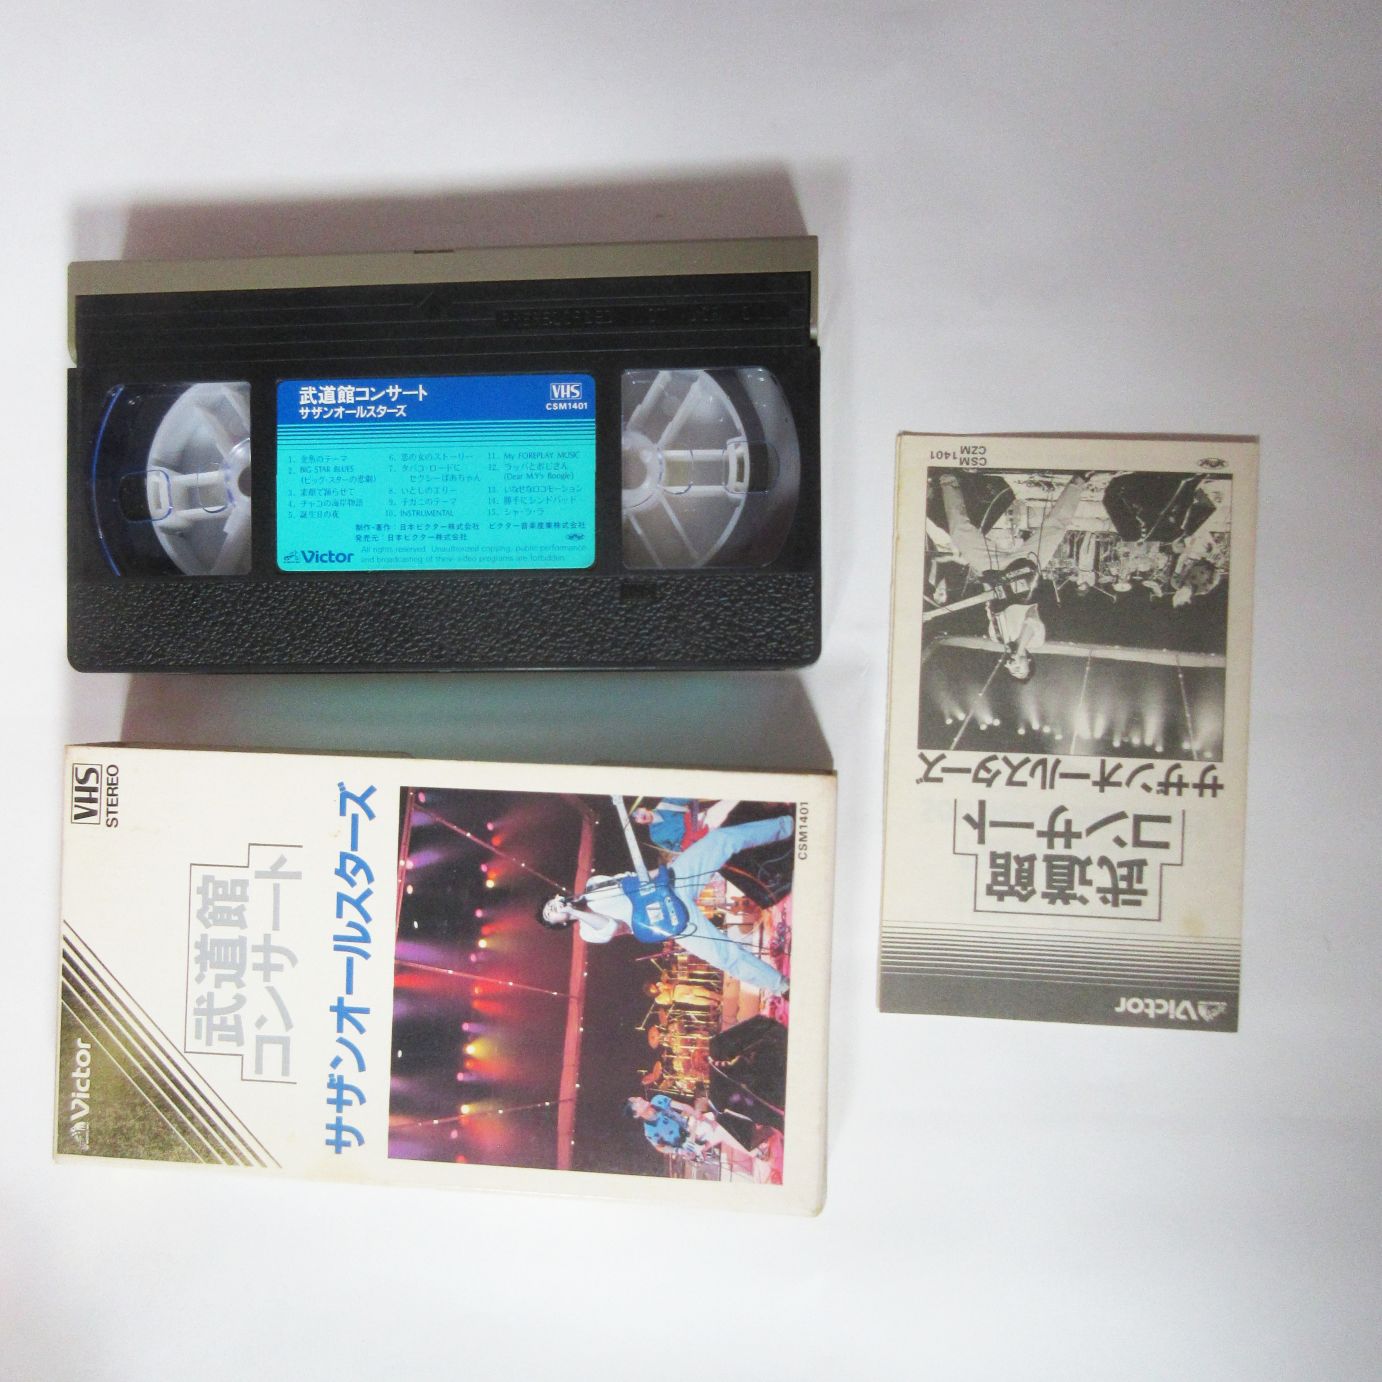 武道館コンサート
サザンオールスターズ
VHS
CSM1401
1. 金魚のテーマ
2. BIG STAR BLUES
(ビッグ・スターの悲劇)
3. 素顔で踊らせて
4. チャコの海岸物語
5. 誕生日の夜
6. 恋の女のストーリー
7. タバコ・ロードに
セクシーばあちゃん
8. いとしのエリー
9. チカコのテーマ
10. INSTRUMENTAL
11. My FOREPLAY MUSIC
12. ラッパとおじさん
(Dear M.Y's Boogie)
13. いなせなロコモーション
14. 勝手にシンドバッド
15. シャ・ラ・ラ
制作・著作：日本ビクター株式会社 ビクター音楽産業株式会社
発売元：日本ビクター株式会社
Victor
All rights reserved. Unauthorized copying, public performance
and broadcasting of these video programs are forbidden.
VHS
STEREO
武道館
コンサート
サザンオールスターズ
Victor
CSM1401
Victor
武道館
コンサート
サザンオールスターズ
CSM 1401
CZM